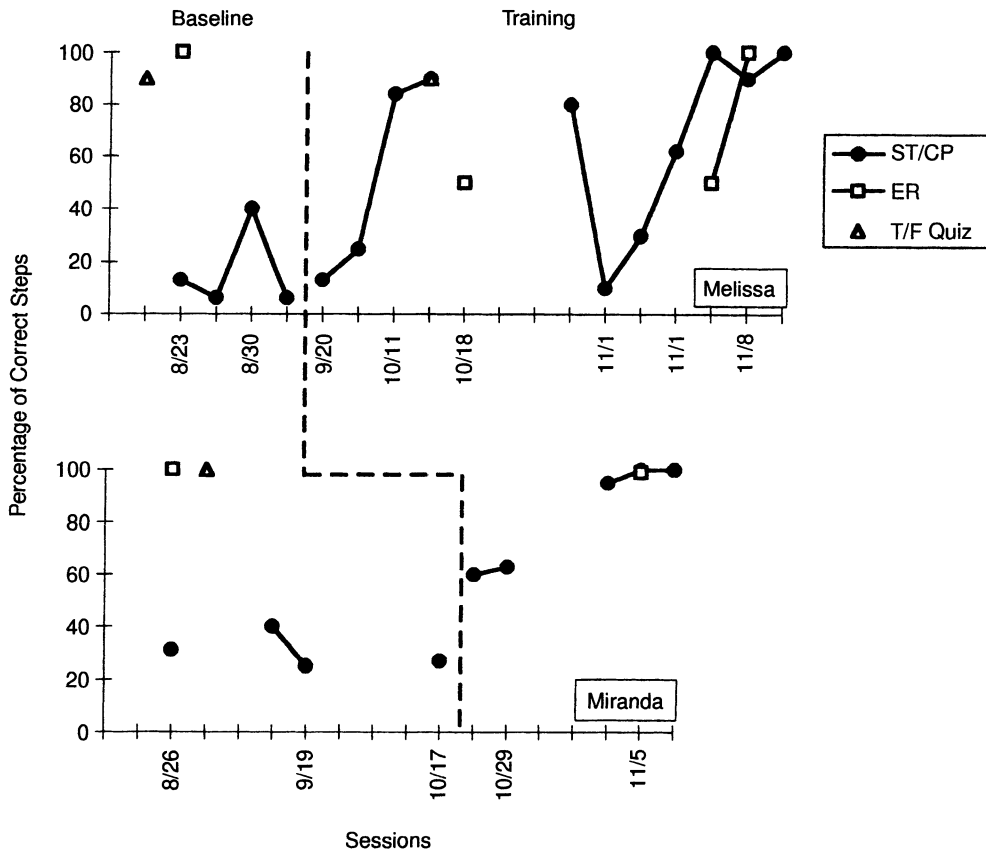 Baseline Training
100
80
60
40
20
0
ST/CP
ER
T/F Quiz
Melissa
8/23 8/30 9/20 10/11 10/18 11/1 11/1 11/8
Percentage of Correct Steps
100
80
60
40
20
0
Miranda
8/26 9/19 10/17 10/29 11/5
Sessions